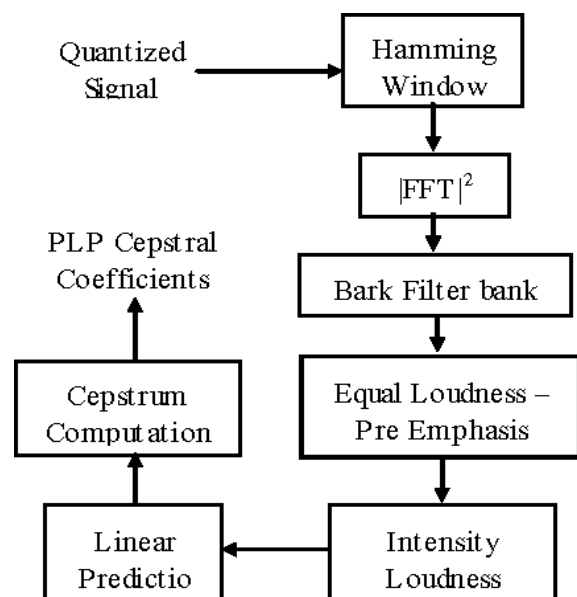 Quantized
Signal
Hamming
Window
|FFT|²
Bark Filter bank
Equal Loudness –
Pre Emphasis
Intensity
Loudness
Linear
Predictio
Cepstrum
Computation
PLP Cepstral
Coefficients